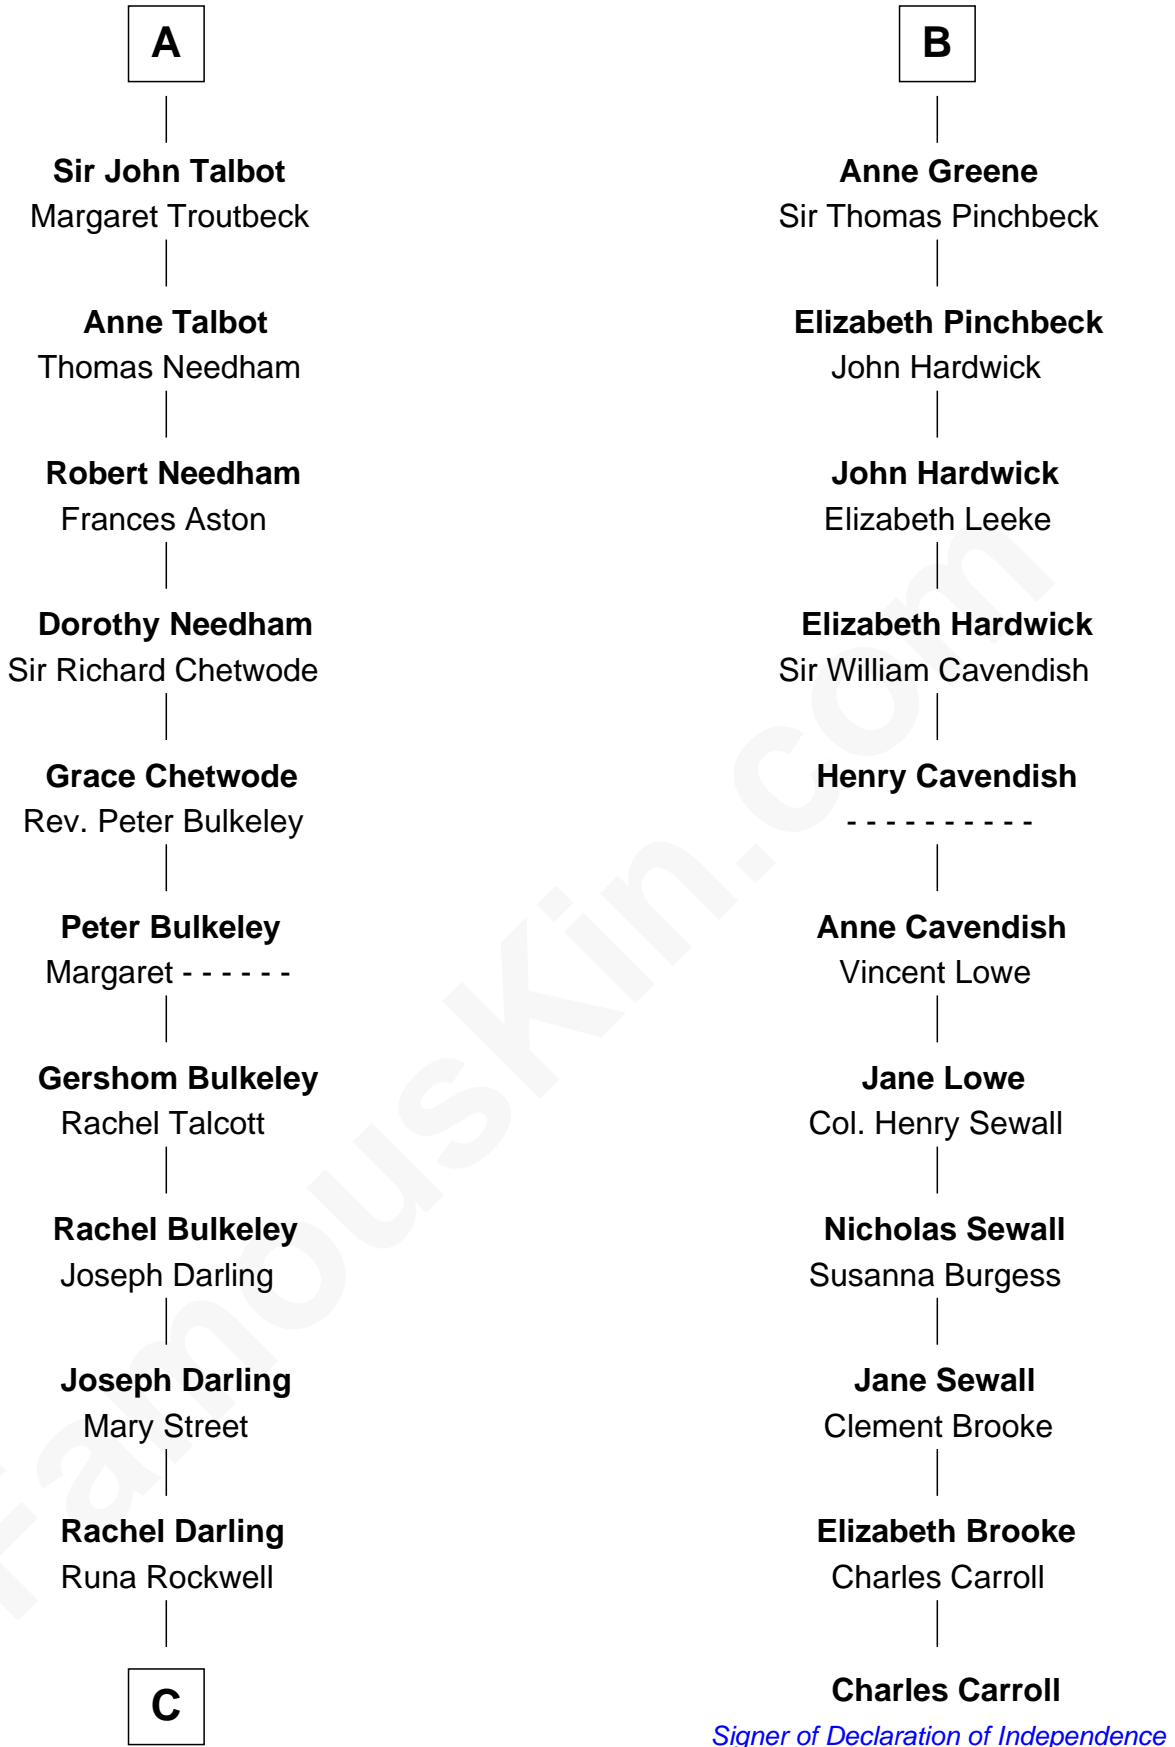 A
Sir John Talbot
Margaret Troutbeck
Anne Talbot
Thomas Needham
Robert Needham
Frances Aston
Dorothy Needham
Sir Richard Chetwode
Grace Chetwode
Rev. Peter Bulkeley
Peter Bulkeley
Margaret - - - - - -
Gershom Bulkeley
Rachel Talcott
Rachel Bulkeley
Joseph Darling
Joseph Darling
Mary Street
Rachel Darling
Runa Rockwell
C
B
Anne Greene
Sir Thomas Pinchbeck
Elizabeth Pinchbeck
John Hardwick
John Hardwick
Elizabeth Leeke
Elizabeth Hardwick
Sir William Cavendish
Henry Cavendish
- - - - - - - - - -
Anne Cavendish
Vincent Lowe
Jane Lowe
Col. Henry Sewall
Nicholas Sewall
Susanna Burgess
Jane Sewall
Clement Brooke
Elizabeth Brooke
Charles Carroll
Charles Carroll
Signer of Declaration of Independence
FamousKin.com